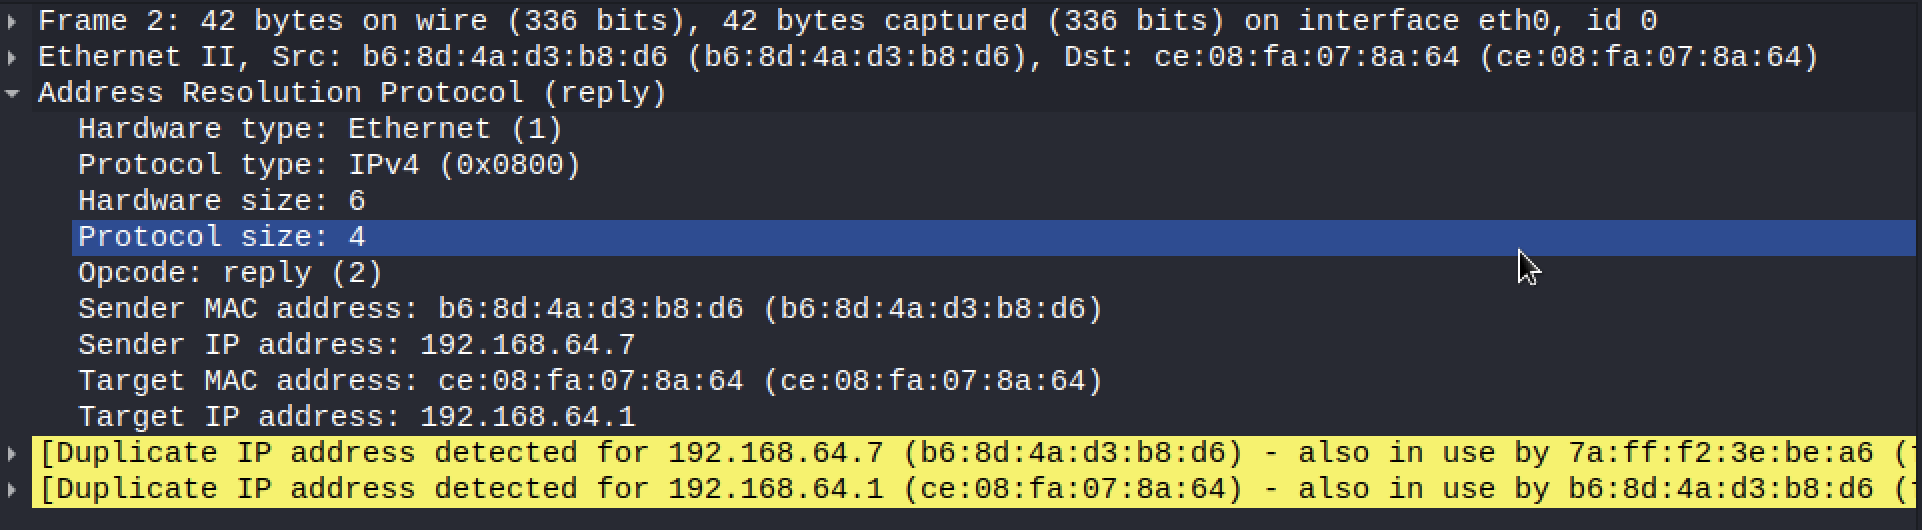 Frame 2: 42 bytes on wire (336 bits), 42 bytes captured (336 bits) on interface eth0, id 0
Ethernet II, Src: b6:8d:4a:d3:b8:d6 (b6:8d:4a:d3:b8:d6), Dst: ce:08:fa:07:8a:64 (ce:08:fa:07:8a:64)
Address Resolution Protocol (reply)
Hardware type: Ethernet (1)
Protocol type: IPv4 (0x0800)
Hardware size: 6
Protocol size: 4
Opcode: reply (2)
Sender MAC address: b6:8d:4a:d3:b8:d6 (b6:8d:4a:d3:b8:d6)
Sender IP address: 192.168.64.7
Target MAC address: ce:08:fa:07:8a:64 (ce:08:fa:07:8a:64)
Target IP address: 192.168.64.1
[Duplicate IP address detected for 192.168.64.7 (b6:8d:4a:d3:b8:d6) - also in use by 7a:ff:f2:3e:be:a6 (
[Duplicate IP address detected for 192.168.64.1 (ce:08:fa:07:8a:64) - also in use by b6:8d:4a:d3:b8:d6 (